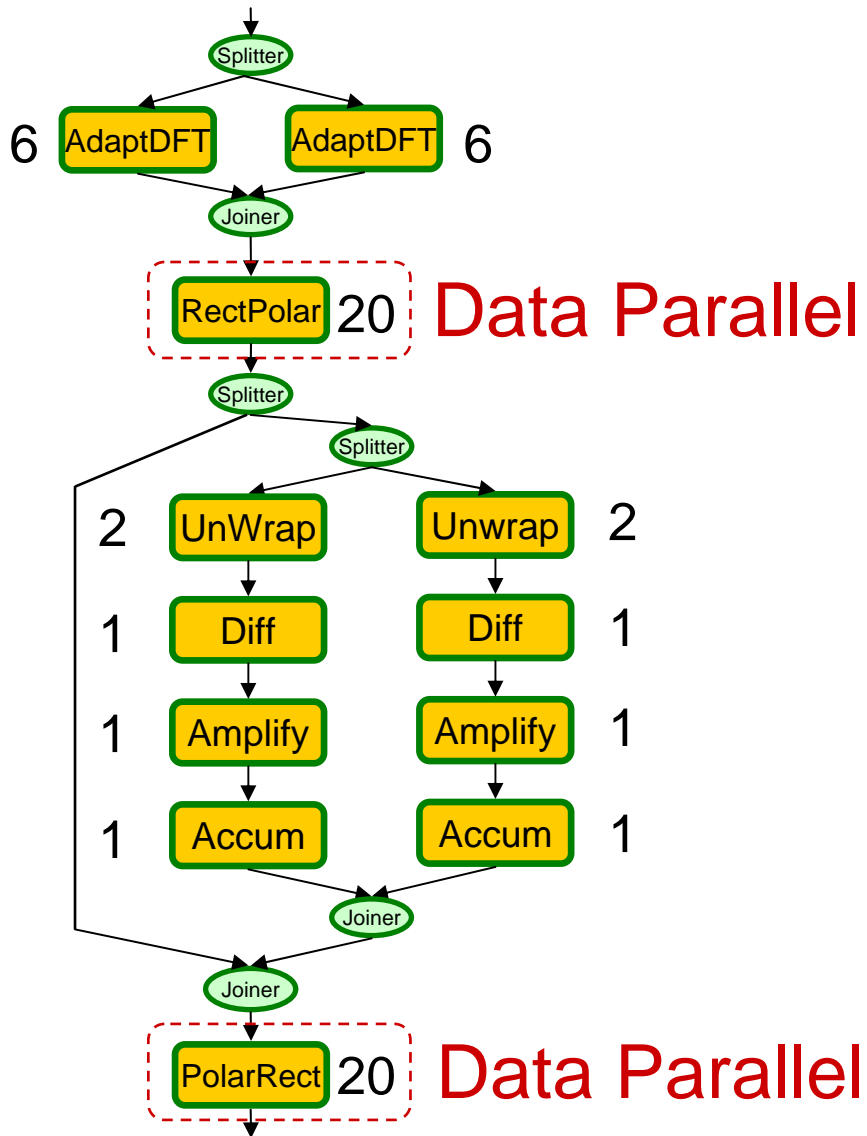 Splitter
6 AdaptDFT AdaptDFT 6
Joiner
RectPolar 20 Data Parallel
Splitter
Splitter
2 UnWrap Unwrap 2
1 Diff Diff 1
1 Amplify Amplify 1
1 Accum Accum 1
Joiner
Joiner
PolarRect 20 Data Parallel